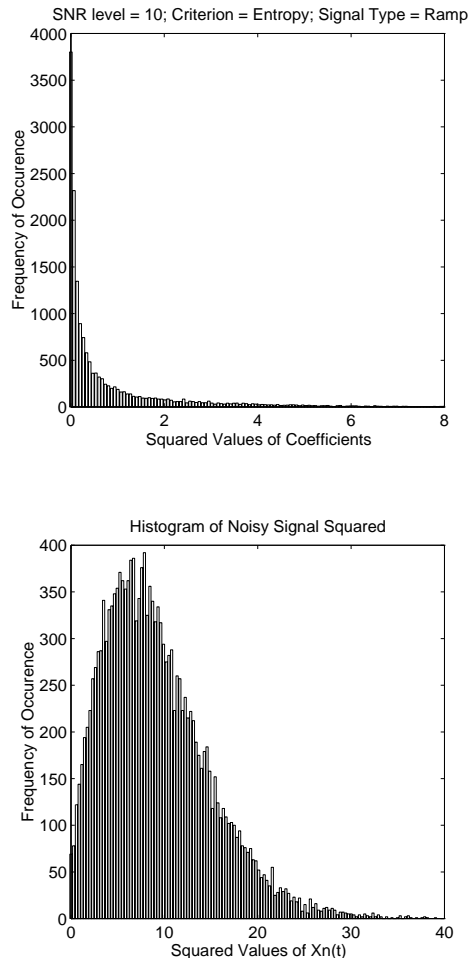 SNR level = 10; Criterion = Entropy; Signal Type = Ramp
4000
3500
3000
2500
2000
1500
1000
500
0
Frequency of Occurence
0 2 4 6 8
Squared Values of Coefficients
Histogram of Noisy Signal Squared
400
350
300
250
200
150
100
50
0
Frequency of Occurence
0 10 20 30 40
Squared Values of Xn(t)